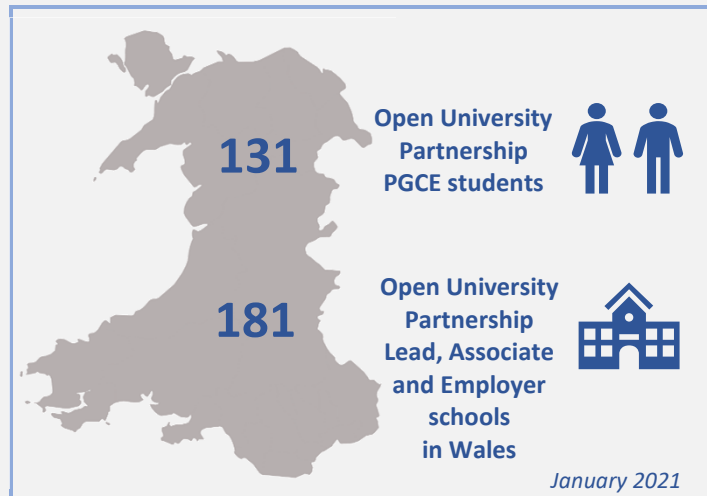 131
Open University
Partnership
PGCE students
181
Open University
Partnership
Lead, Associate
and Employer
schools
in Wales
January 2021